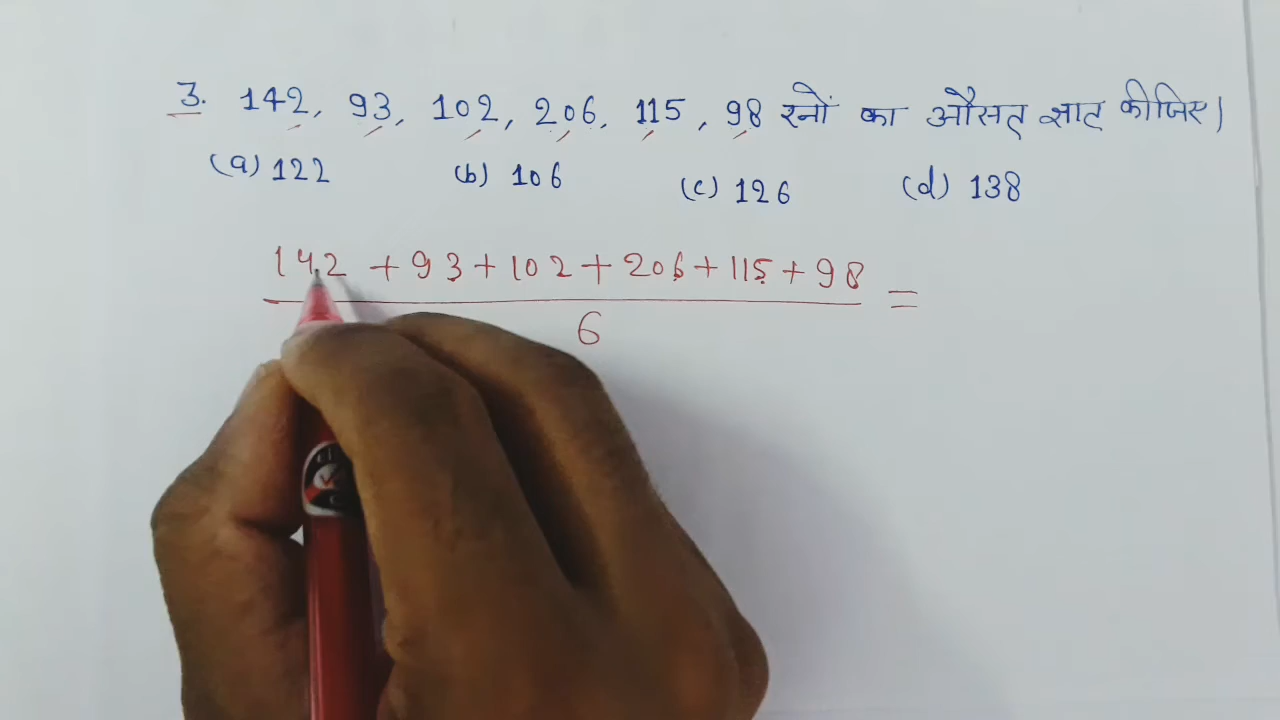 3. 142, 93, 102, 206, 115, 98 रनों का औसत ज्ञात कीजिए।
(a) 122 (b) 106 (c) 126 (d) 138
142 + 93 + 102 + 206 + 115 + 98 =
6